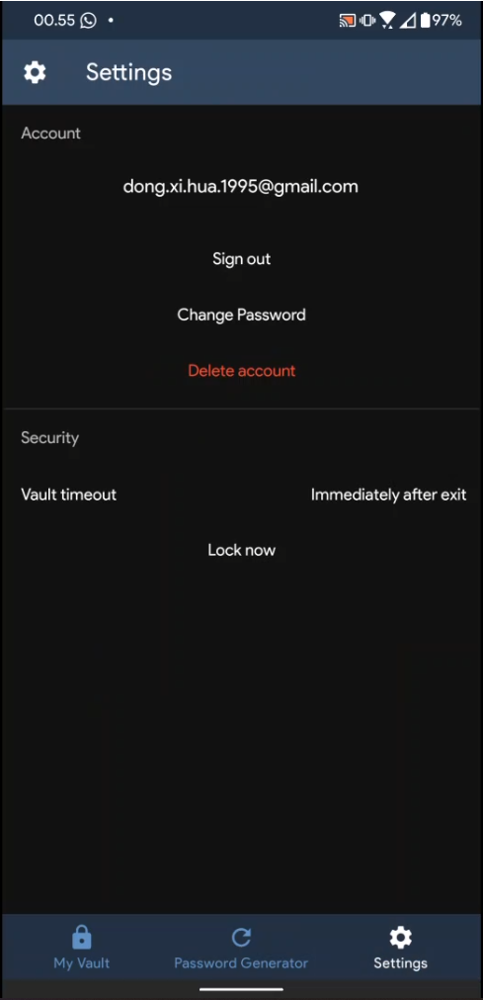 00.55
97%
Settings
Account
dong.xi.hua.1995@gmail.com
Sign out
Change Password
Delete account
Security
Vault timeout Immediately after exit
Lock now
My Vault Password Generator Settings